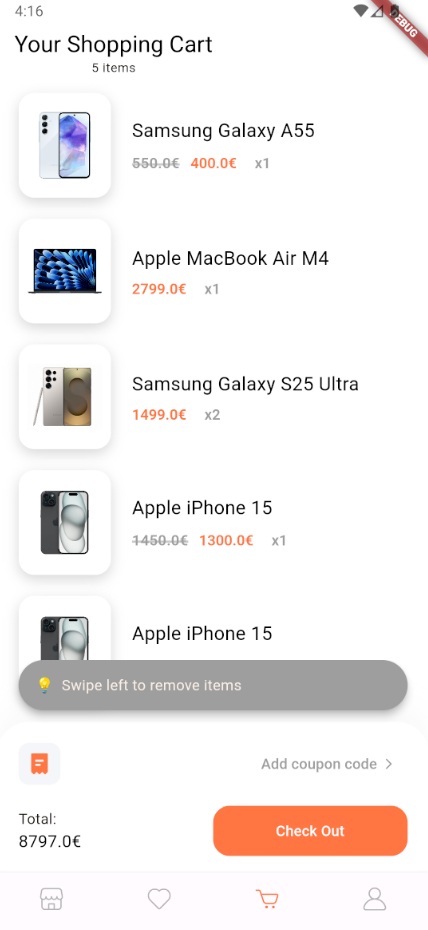 4:16
Your Shopping Cart
5 items
Samsung Galaxy A55
550.0€ 400.0€ x1
Apple MacBook Air M4
2799.0€ x1
Samsung Galaxy S25 Ultra
1499.0€ x2
Apple iPhone 15
1450.0€ 1300.0€ x1
Apple iPhone 15
💡 Swipe left to remove items
Add coupon code >
Total:
8797.0€
Check Out